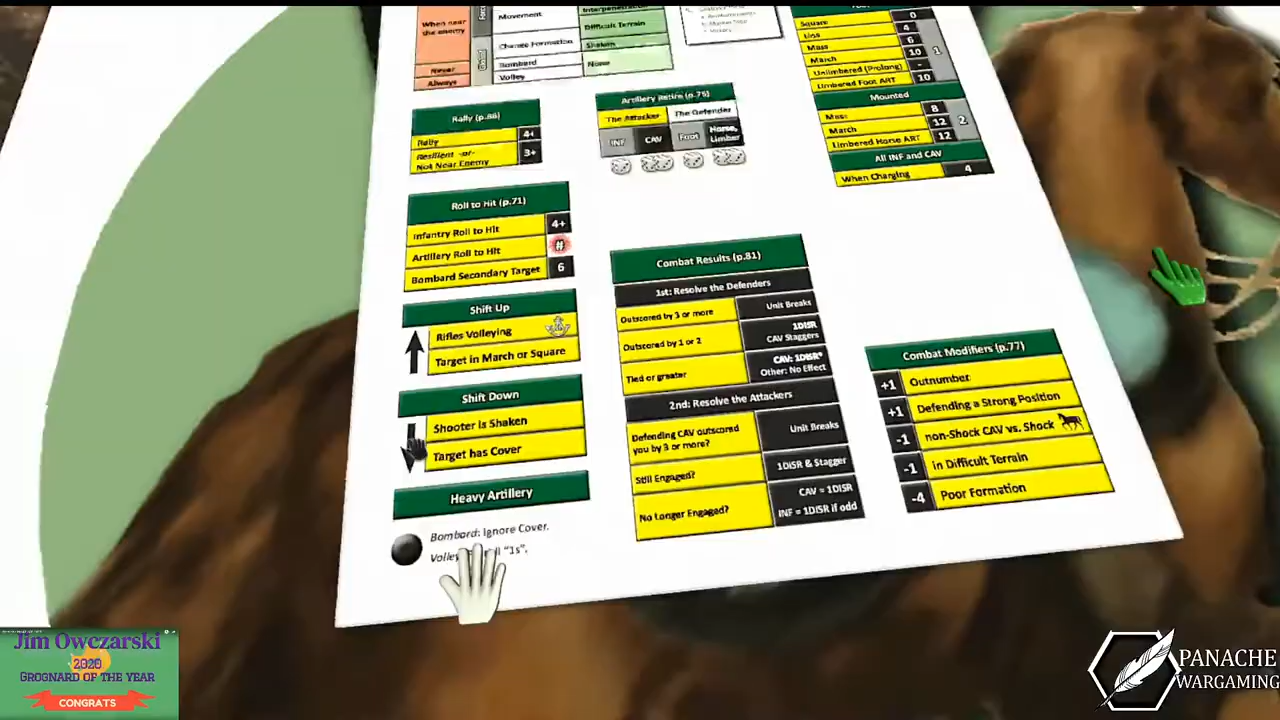 When near
the enemy
Never
Always
Movement
Change Formation
Bombard
Volley
Interpenetration
Difficult Terrain
Shaken
None
Rally (p.86)
Rally 4+
Resilient -or-
Not Near Enemy 3+
Artillery Retire (p.75)
The Attacker The Defender
INF CAV Foot Horse,
Limber
Square 0
Line 4
Mass 6
March 10
Unlimbered (Prolong) -
Limbered Foot ART 10
1
Mounted
Mass 8
March 12
Limbered Horse ART 12
2
All INF and CAV
When Charging 4
Roll to Hit (p.71)
Infantry Roll to Hit 4+
Artillery Roll to Hit #
Bombard Secondary Target 6
Shift Up
Rifles Volleying
Target in March or Square
Shift Down
Shooter is Shaken
Target has Cover
Heavy Artillery
Bombard: Ignore Cover.
"1s".
Combat Results (p.81)
1st: Resolve the Defenders
Outscored by 3 or more Unit Breaks
Outscored by 1 or 2 1DISR
CAV Staggers
Tied or greater CAV: 1DISR*
Other: No Effect
2nd: Resolve the Attackers
Defending CAV outscored
you by 3 or more? Unit Breaks
Still Engaged? 1DISR & Stagger
No Longer Engaged? CAV = 1DISR
INF = 1DISR if odd
Combat Modifiers (p.77)
+1 Outnumber
+1 Defending a Strong Position
-1 non-Shock CAV vs. Shock
-1 in Difficult Terrain
-4 Poor Formation
Jim Owczarski
2020
GROGNARD OF THE YEAR
CONGRATS
PANACHE
WARGAMING